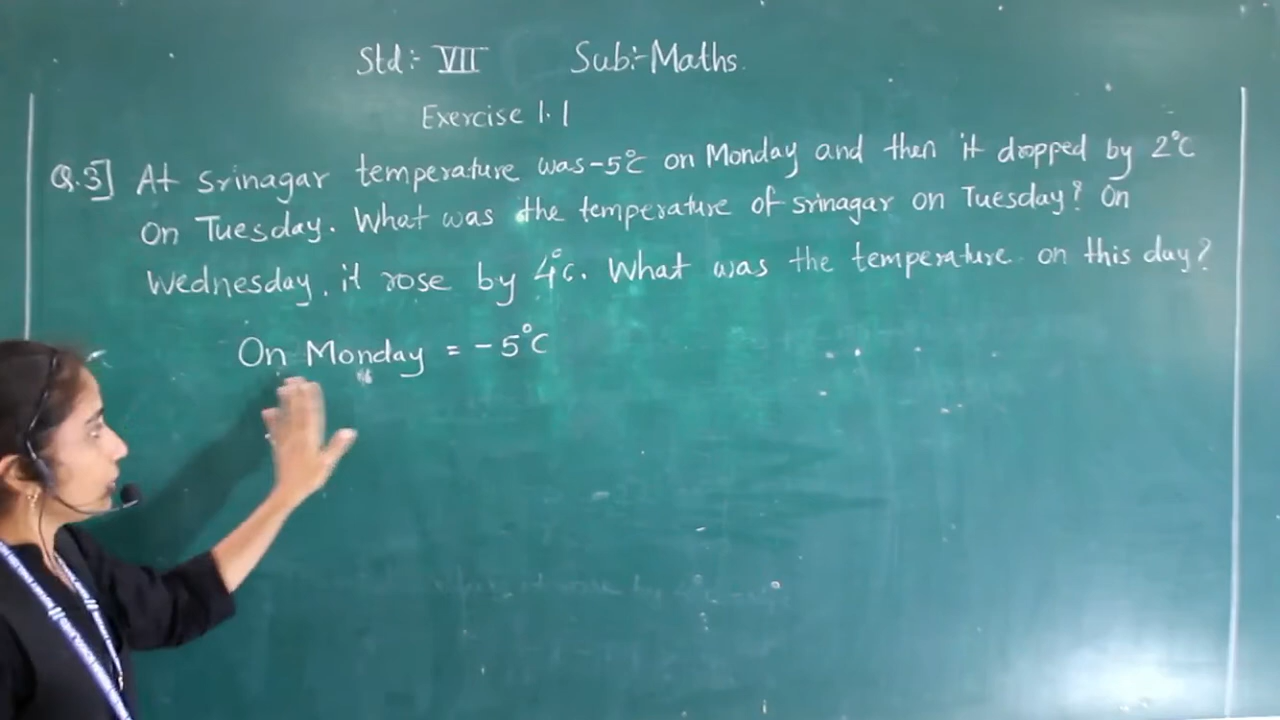 Std:- VII Sub:- Maths.
Exercise 1.1
Q.3] At srinagar temperature was -5°C on Monday and then it dropped by 2°C
on Tuesday. What was the temperature of srinagar on Tuesday? On
Wednesday, it rose by 4°C. What was the temperature on this day?
On Monday = -5°C